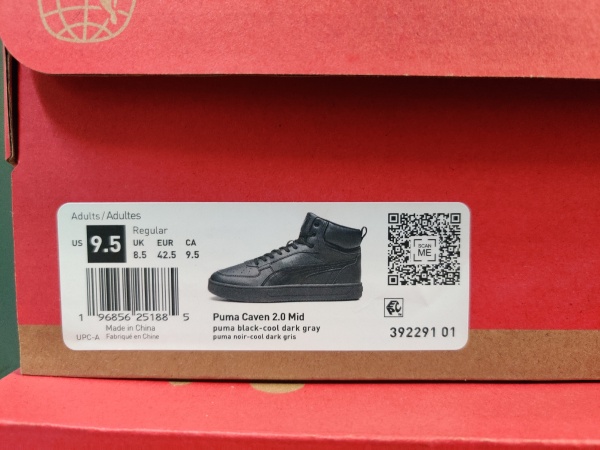 Adults/Adultes
Regular
US 9.5 UK EUR CA
8.5 42.5 9.5
SCAN
ME
1 96856 25188 5
Made in China
UPC-A Fabriqué en Chine
Puma Caven 2.0 Mid
puma black-cool dark gray
puma noir-cool dark gris
392291 01